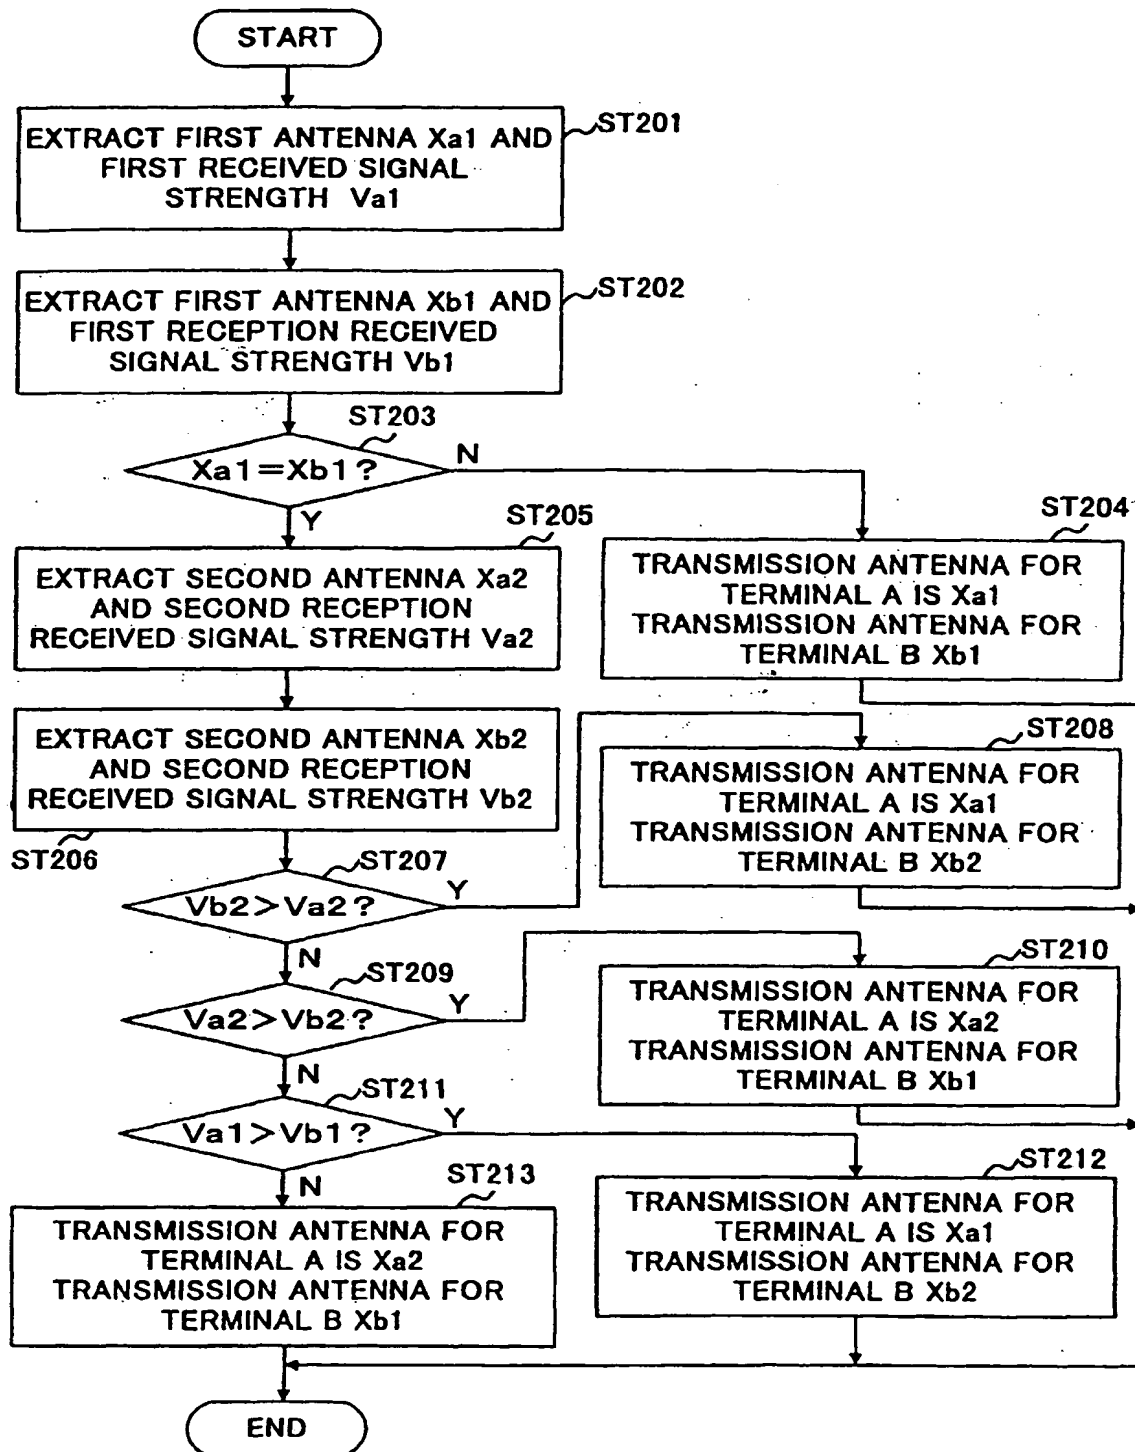 START
ST201
EXTRACT FIRST ANTENNA Xa1 AND
FIRST RECEIVED SIGNAL
STRENGTH Va1
ST202
EXTRACT FIRST ANTENNA Xb1 AND
FIRST RECEPTION RECEIVED
SIGNAL STRENGTH Vb1
ST203
Xa1=Xb1?
N
Y
ST204
TRANSMISSION ANTENNA FOR
TERMINAL A IS Xa1
TRANSMISSION ANTENNA FOR
TERMINAL B Xb1
ST205
EXTRACT SECOND ANTENNA Xa2
AND SECOND RECEPTION
RECEIVED SIGNAL STRENGTH Va2
EXTRACT SECOND ANTENNA Xb2
AND SECOND RECEPTION
RECEIVED SIGNAL STRENGTH Vb2
ST206
ST207
Vb2>Va2?
Y
N
ST208
TRANSMISSION ANTENNA FOR
TERMINAL A IS Xa1
TRANSMISSION ANTENNA FOR
TERMINAL B Xb2
ST209
Va2>Vb2?
Y
N
ST210
TRANSMISSION ANTENNA FOR
TERMINAL A IS Xa2
TRANSMISSION ANTENNA FOR
TERMINAL B Xb1
ST211
Va1>Vb1?
Y
N
ST212
TRANSMISSION ANTENNA FOR
TERMINAL A IS Xa1
TRANSMISSION ANTENNA FOR
TERMINAL B Xb2
ST213
TRANSMISSION ANTENNA FOR
TERMINAL A IS Xa2
TRANSMISSION ANTENNA FOR
TERMINAL B Xb1
END